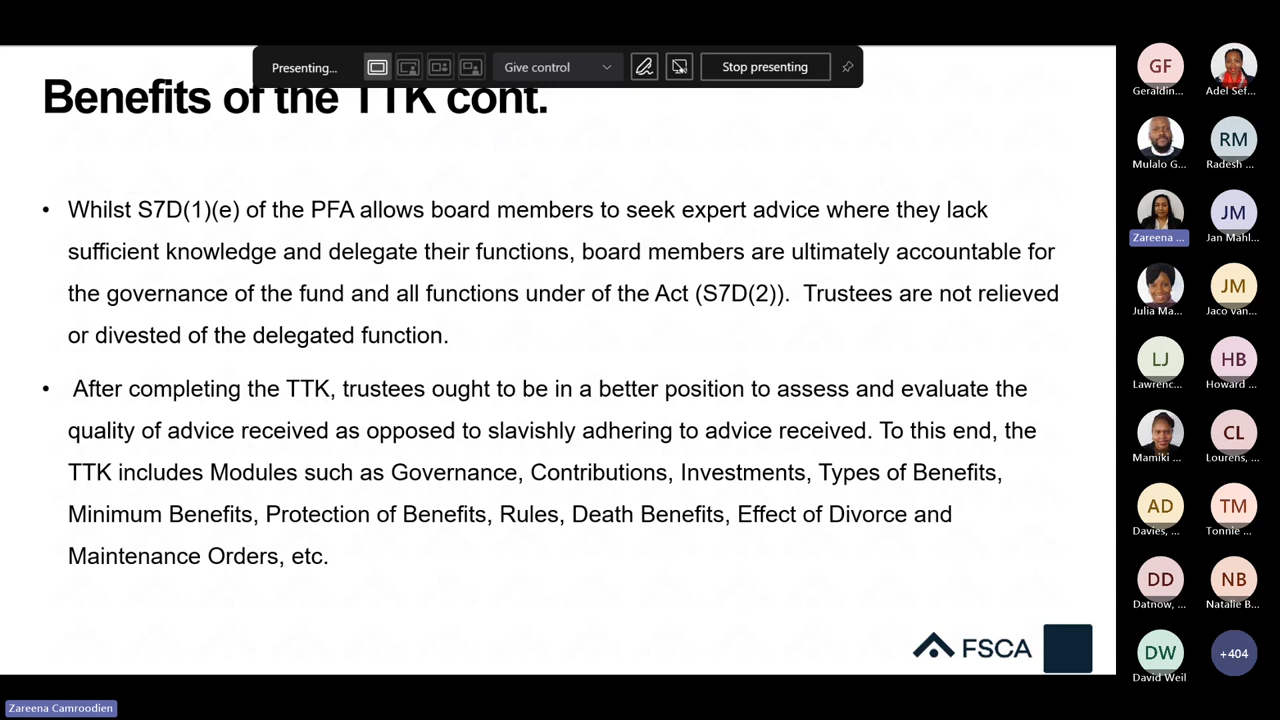 Presenting...
Give control
Stop presenting
Benefits of the TTK cont.
• Whilst S7D(1)(e) of the PFA allows board members to seek expert advice where they lack
sufficient knowledge and delegate their functions, board members are ultimately accountable for
the governance of the fund and all functions under of the Act (S7D(2)). Trustees are not relieved
or divested of the delegated function.
• After completing the TTK, trustees ought to be in a better position to assess and evaluate the
quality of advice received as opposed to slavishly adhering to advice received. To this end, the
TTK includes Modules such as Governance, Contributions, Investments, Types of Benefits,
Minimum Benefits, Protection of Benefits, Rules, Death Benefits, Effect of Divorce and
Maintenance Orders, etc.
FSCA
GF
Geraldin...
Adel Sef...
Mulalo G...
RM
Radesh ...
Zareena ...
JM
Jan Mahl...
Julia Ma...
JM
Jaco van...
LJ
Lawrenc...
HB
Howard ...
Mamiki ...
CL
Lourens, ...
AD
Davies, ...
TM
Tonnie ...
DD
Datnow, ...
NB
Natalie B...
DW
David Weil
+404
Zareena Camroodien